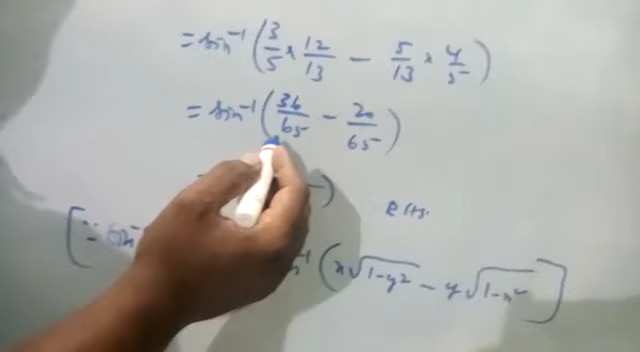 = sin⁻¹ ( 3/5 × 12/13 − 5/13 × 4/5 )
= sin⁻¹ ( 36/65 − 20/65 )
)
R.H.S.
[ ∵ sin⁻¹ ( x√1−y² − y√1−x² ) ]